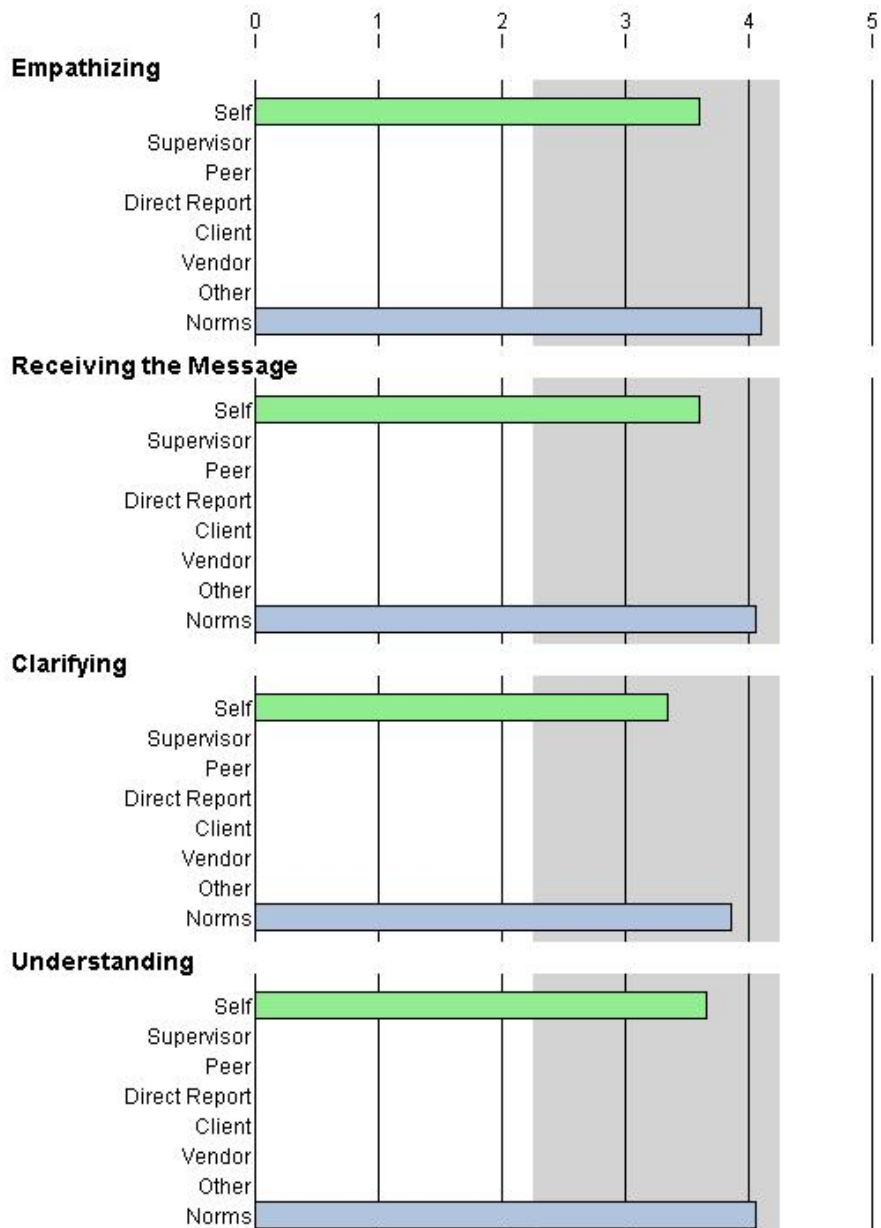 0 1 2 3 4 5
Empathizing
Self
Supervisor
Peer
Direct Report
Client
Vendor
Other
Norms
Receiving the Message
Self
Supervisor
Peer
Direct Report
Client
Vendor
Other
Norms
Clarifying
Self
Supervisor
Peer
Direct Report
Client
Vendor
Other
Norms
Understanding
Self
Supervisor
Peer
Direct Report
Client
Vendor
Other
Norms